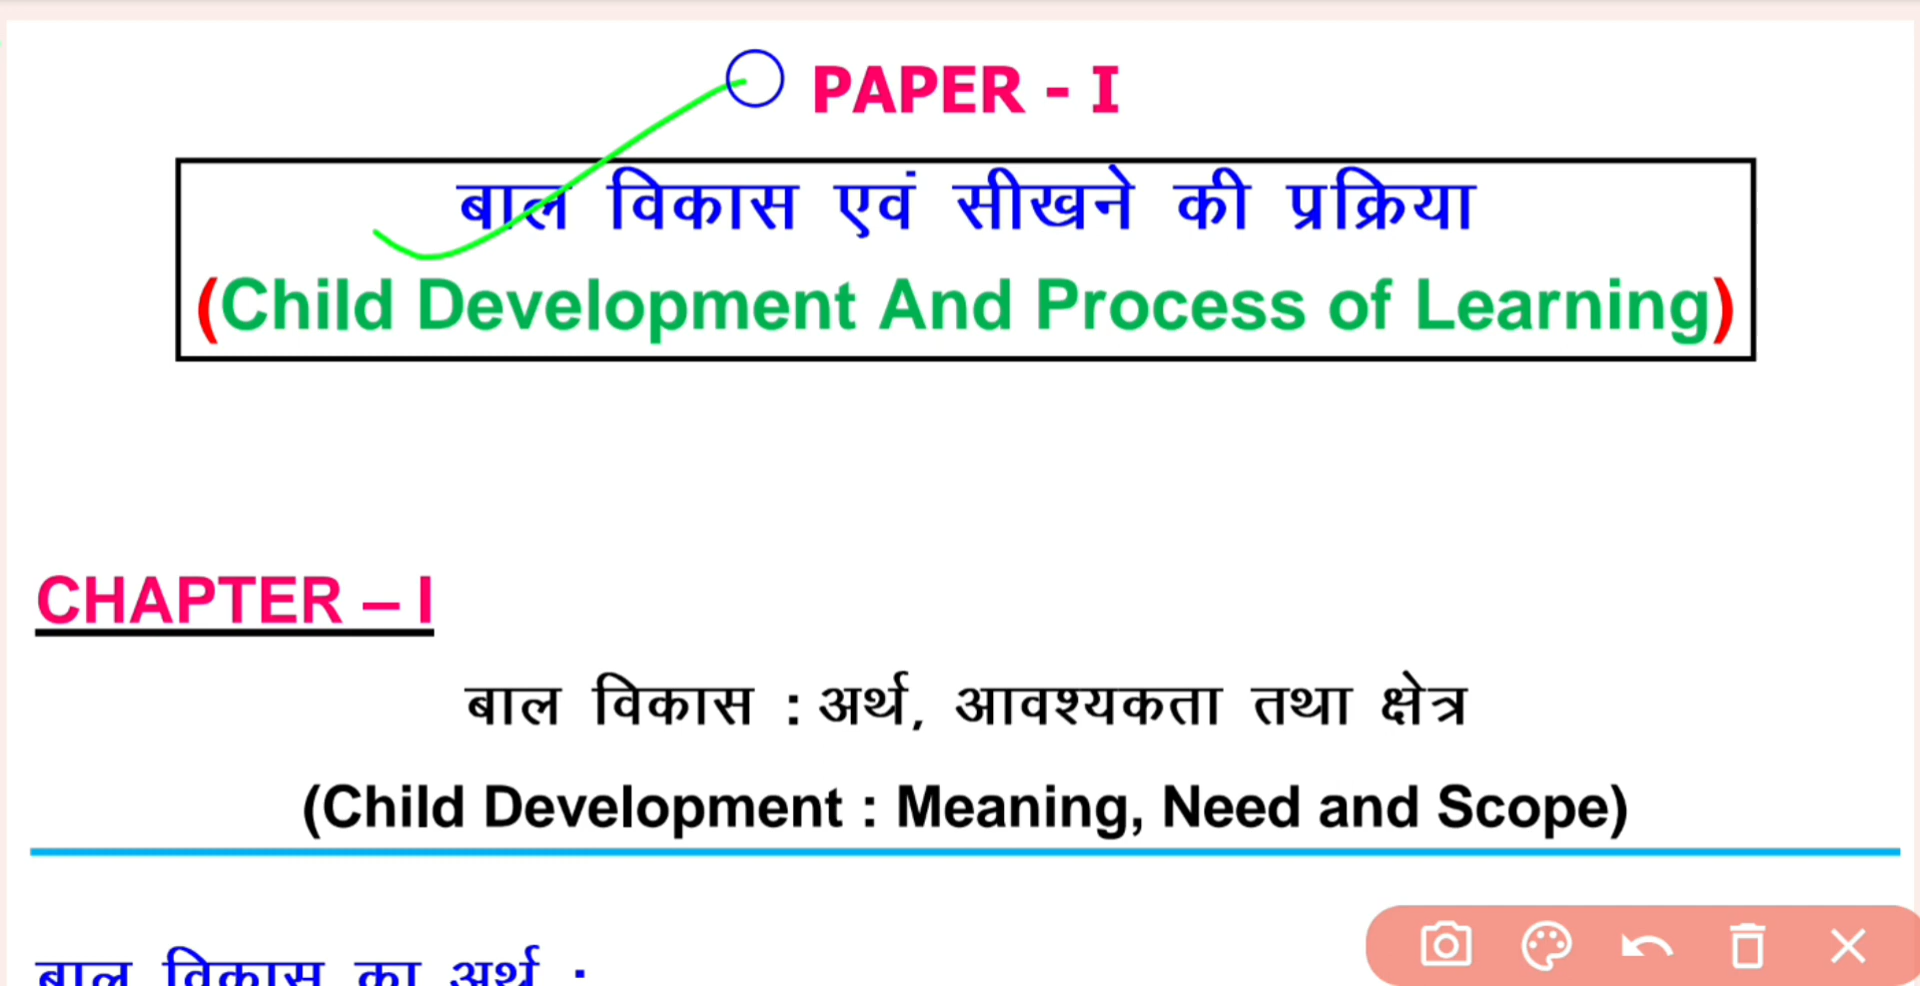 PAPER - I
बाल विकास एवं सीखने की प्रक्रिया
(Child Development And Process of Learning)
CHAPTER – I
बाल विकास : अर्थ, आवश्यकता तथा क्षेत्र
(Child Development : Meaning, Need and Scope)
बाल विकास का अर्थ :